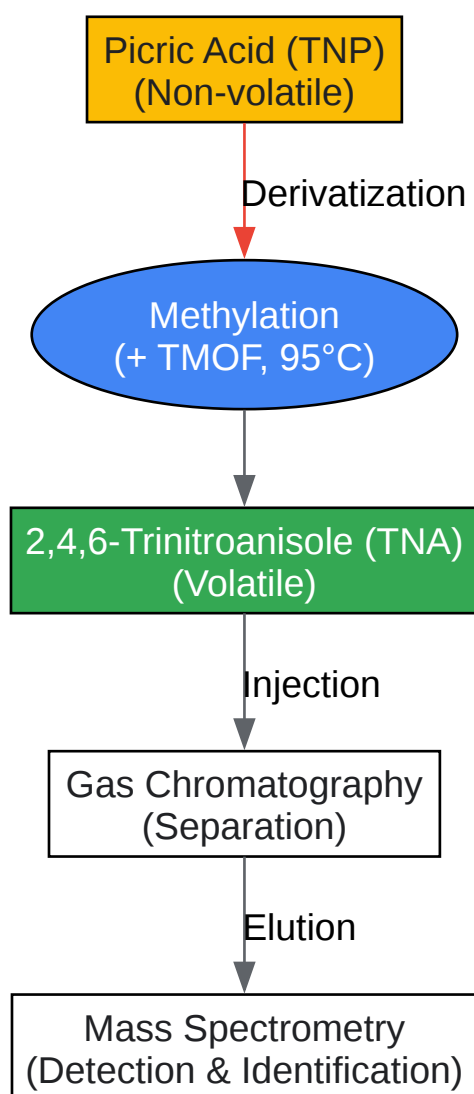 Picric Acid (TNP)
(Non-volatile)
Derivatization
Methylation
(+ TMOF, 95°C)
2,4,6-Trinitroanisole (TNA)
(Volatile)
Injection
Gas Chromatography
(Separation)
Elution
Mass Spectrometry
(Detection & Identification)